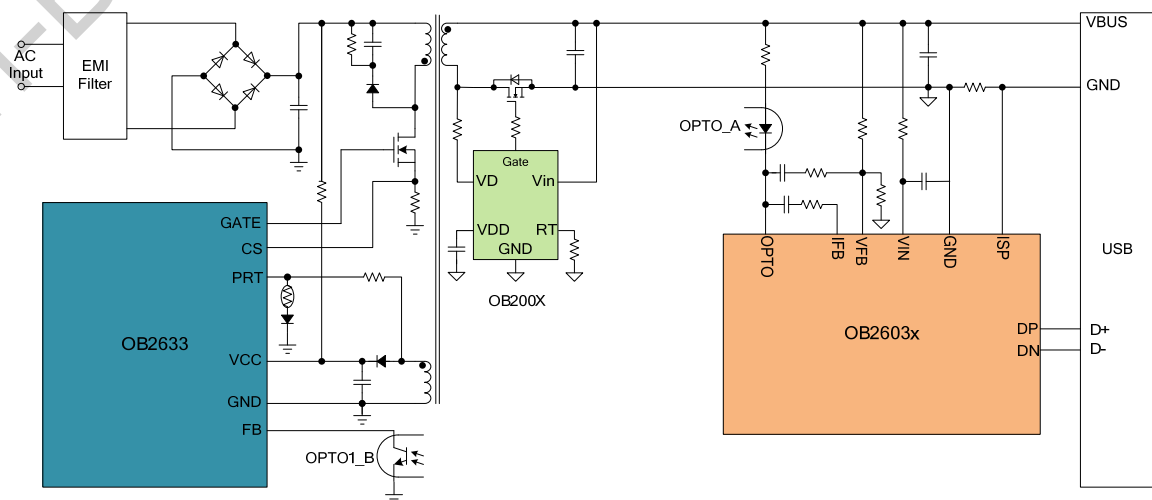 AC
Input
EMI
Filter
VBUS
GND
OPTO_A
Gate
VD
Vin
VDD
RT
GND
OB200X
GATE
CS
PRT
OB2633
VCC
GND
FB
OPTO1_B
OPTO
IFB
VFB
VIN
GND
ISP
USB
OB2603x
DP
D+
DN
D-